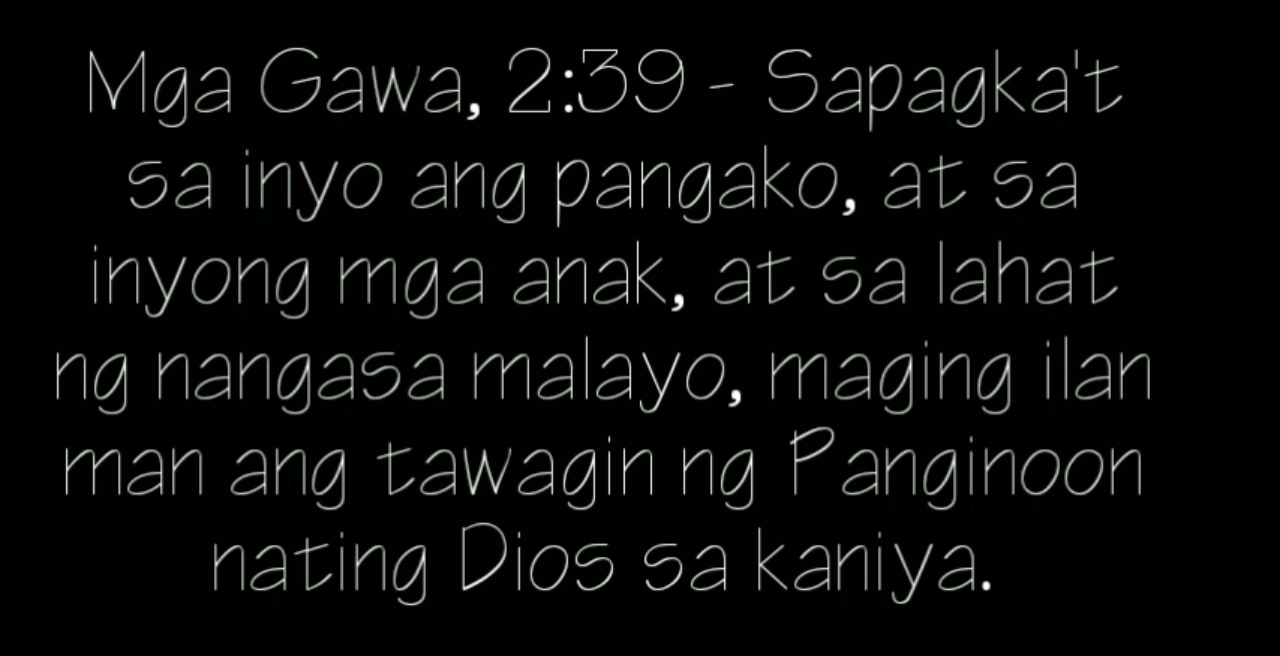 Mga Gawa, 2:39 - Sapagka't
sa inyo ang pangako, at sa
inyong mga anak, at sa lahat
ng nangasa malayo, maging ilan
man ang tawagin ng Panginoon
nating Dios sa kaniya.